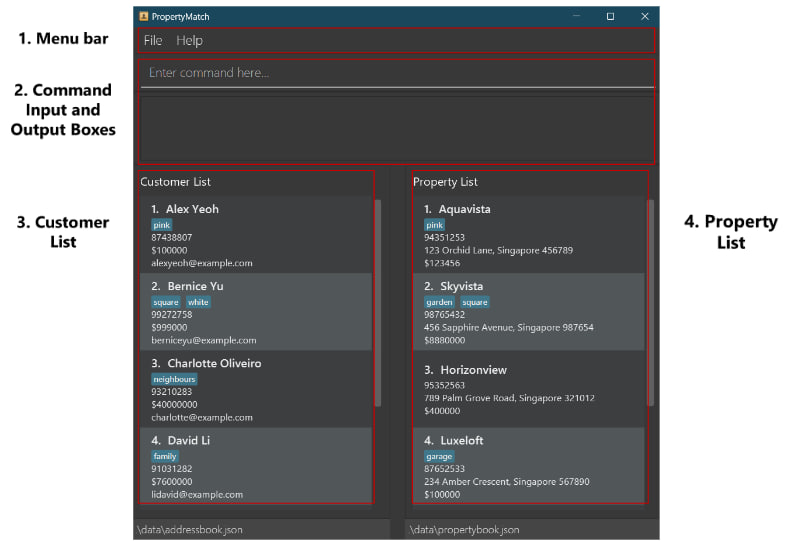 PropertyMatch
1. Menu bar
File Help
2. Command
Input and
Output Boxes
Enter command here...
3. Customer
List
Customer List
1. Alex Yeoh
pink
87438807
$100000
alexyeoh@example.com
2. Bernice Yu
square white
99272758
$999000
berniceyu@example.com
3. Charlotte Oliveiro
neighbours
93210283
$40000000
charlotte@example.com
4. David Li
family
91031282
$7600000
lidavid@example.com
\data\addressbook.json
4. Property
List
Property List
1. Aquavista
pink
94351253
123 Orchid Lane, Singapore 456789
$123456
2. Skyvista
garden square
98765432
456 Sapphire Avenue, Singapore 987654
$8880000
3. Horizonview
95352563
789 Palm Grove Road, Singapore 321012
$400000
4. Luxeloft
garage
87652533
234 Amber Crescent, Singapore 567890
$100000
\data\propertybook.json